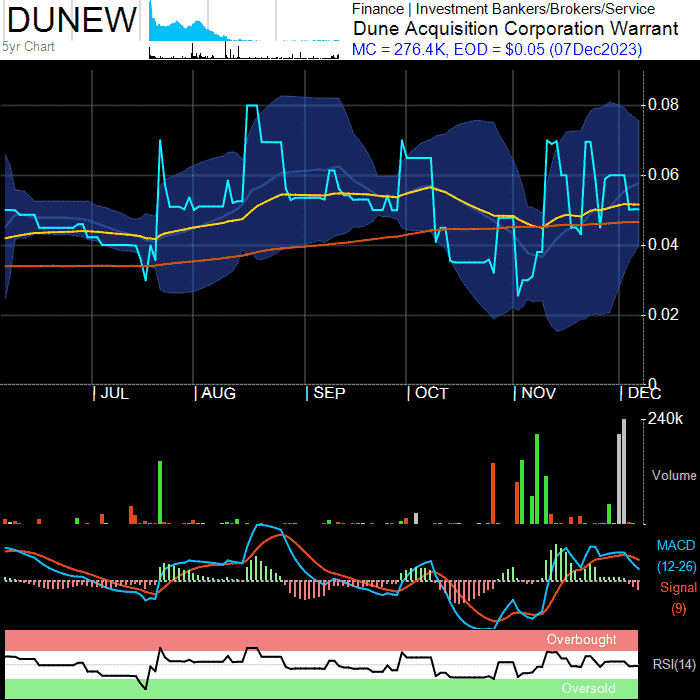 DUNEW
5yr Chart
Finance | Investment Bankers/Brokers/Service
Dune Acquisition Corporation Warrant
MC = 276.4K, EOD = $0.05 (07Dec2023)
0.08
0.06
0.04
0.02
0
| JUL | AUG | SEP | OCT | NOV | DEC
240k
Volume
MACD
(12-26)
Signal
(9)
Overbought
RSI(14)
Oversold